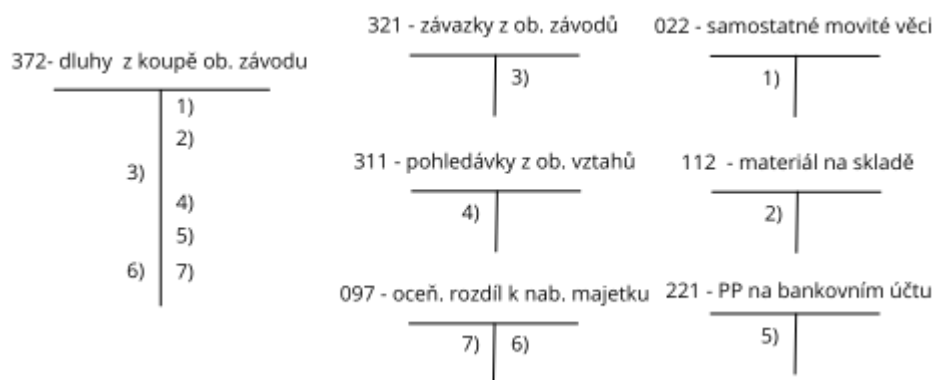 372- dluhy z koupě ob. závodu
1)
2)
3)
4)
5)
6) 7)
321 - závazky z ob. závodů
3)
022 - samostatné movité věci
1)
311 - pohledávky z ob. vztahů
4)
112 - materiál na skladě
2)
097 - oceň. rozdíl k nab. majetku
7) 6)
221 - PP na bankovním účtu
5)